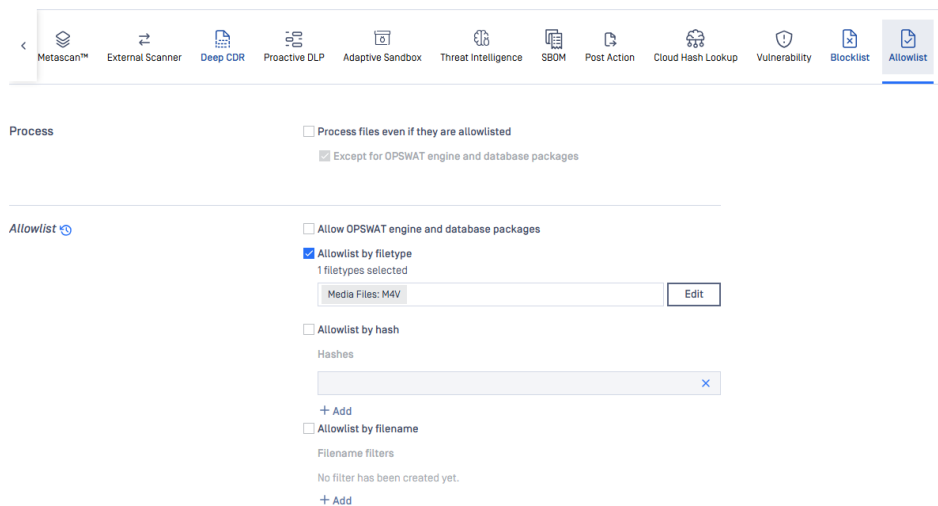 Metascan™ External Scanner Deep CDR Proactive DLP Adaptive Sandbox Threat Intelligence SBOM Post Action Cloud Hash Lookup Vulnerability Blocklist Allowlist
Process
Process files even if they are allowlisted
Except for OPSWAT engine and database packages
Allowlist
Allow OPSWAT engine and database packages
Allowlist by filetype
1 filetypes selected
Media Files: M4V Edit
Allowlist by hash
Hashes
+ Add
Allowlist by filename
Filename filters
No filter has been created yet.
+ Add